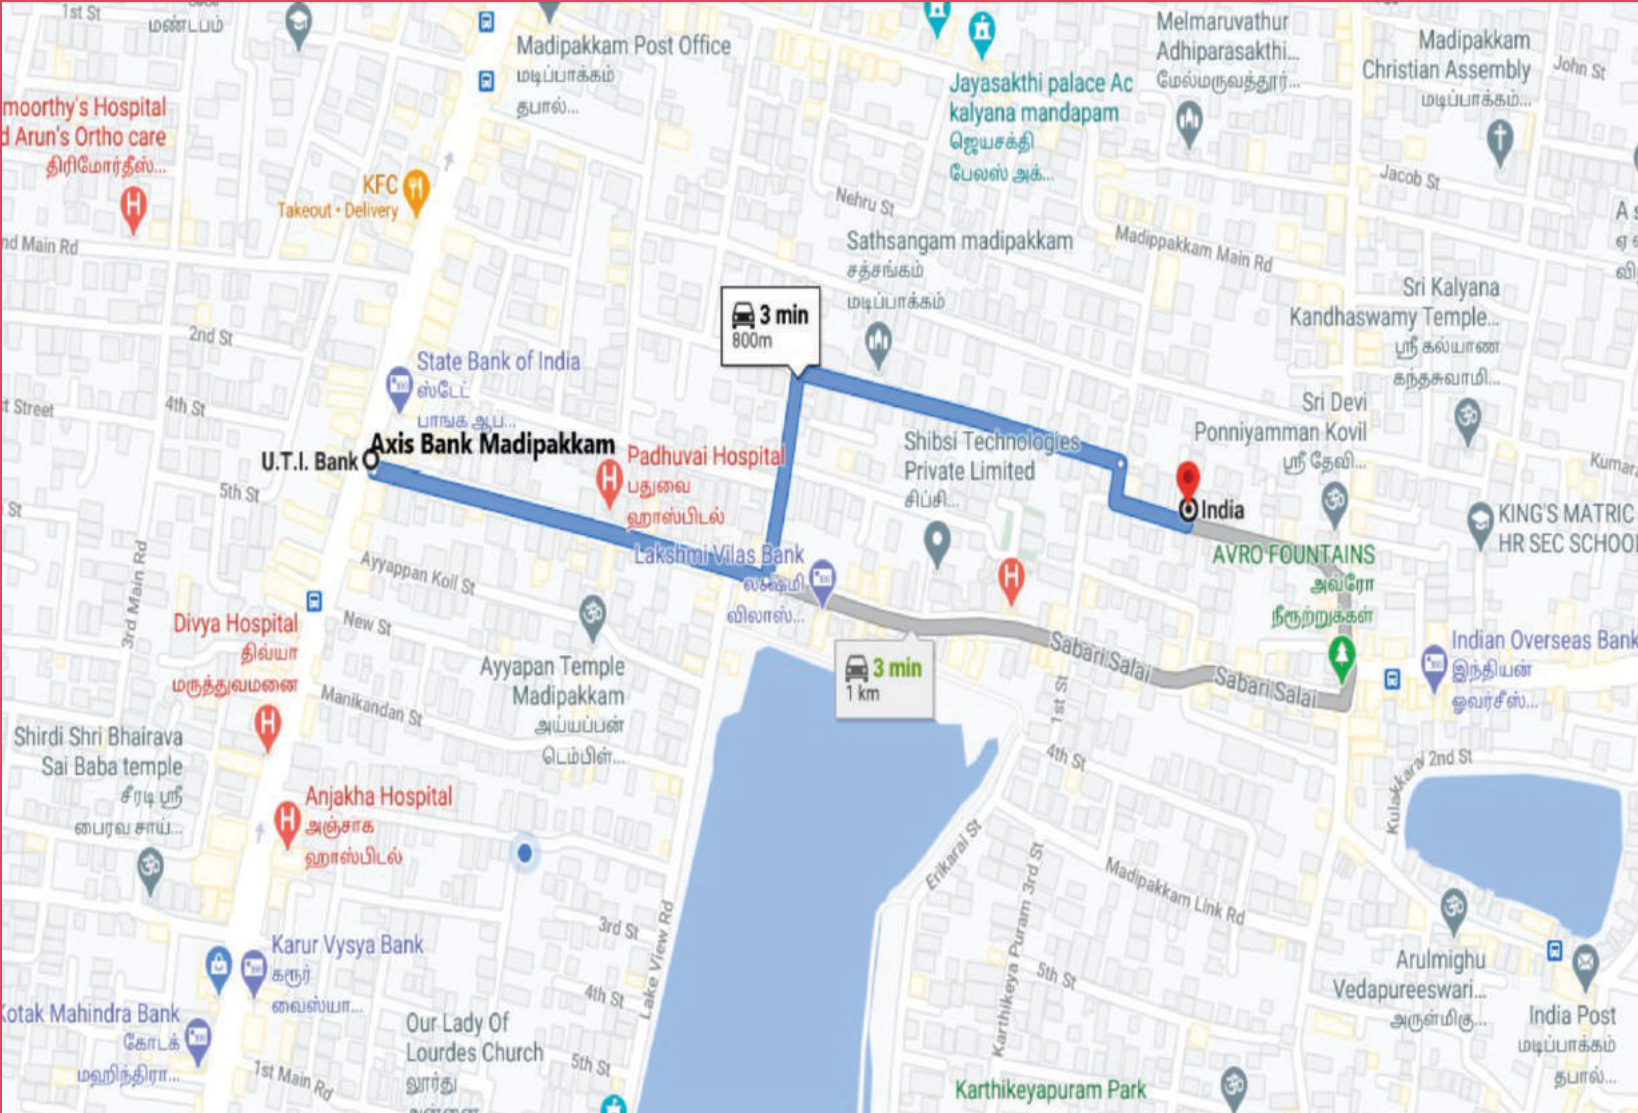 1st St
மண்டபம்
Madipakkam Post Office
மடிப்பாக்கம்
தபால்...
Jayasakthi palace Ac
kalyana mandapam
ஜெயசக்தி
பேலஸ் அக்...
Melmaruvathur
Adhiparasakthi...
மேல்மருவத்தூர்...
Madipakkam
Christian Assembly
மடிப்பாக்கம்...
John St
Jacob St
moorthy's Hospital
d Arun's Ortho care
திரிமோர்தீஸ்...
KFC
Takeout • Delivery
nd Main Rd
Nehru St
Madippakkam Main Rd
Sathsangam madipakkam
சத்சங்கம்
மடிப்பாக்கம்
A s
Sri Kalyana
Kandhaswamy Temple...
ஸ்ரீ கல்யாண
கந்தசுவாமி...
3 min
800m
2nd St
State Bank of India
ஸ்டேட்
பாங்க் ஆப்...
4th St
t Street
U.T.I. Bank
Axis Bank Madipakkam
Padhuvai Hospital
பதுவை
ஹாஸ்பிடல்
Shibsi Technologies
Private Limited
சிப்சி...
Sri Devi
Ponniyamman Kovil
ஸ்ரீ தேவி...
India
5th St
St
KING'S MATRIC
HR SEC SCHOOL
AVRO FOUNTAINS
அவ்ரோ
நீரூற்றுக்கள்
Lakshmi Vilas Bank
லக்ஷ்மி
விலாஸ்...
3rd Main Rd
Ayyappan Koil St
New St
Divya Hospital
திவ்யா
மருத்துவமனை
Ayyapan Temple
Madipakkam
அய்யப்பன்
டெம்பிள்...
3 min
1 km
Sabari Salai
Sabari Salai
1st St
Indian Overseas Bank
இந்தியன்
ஓவர்சீஸ்...
Manikandan St
Shirdi Shri Bhairava
Sai Baba temple
சீரடி ஸ்ரீ
பைரவ சாய்...
4th St
Kulakkarai 2nd St
Anjakha Hospital
அஞ்சாக
ஹாஸ்பிடல்
Erikarai St
Karthikeya Puram 3rd St
Madipakkam Link Rd
3rd St
Lake View Rd
Karur Vysya Bank
கரூர்
வைஸ்யா...
4th St
5th St
Arulmighu
Vedapureeswari...
அருள்மிகு...
Kotak Mahindra Bank
கோடக்
மஹிந்திரா...
Our Lady Of
Lourdes Church
லூர்து
India Post
மடிப்பாக்கம்
தபால்...
1st Main Rd
5th St
Karthikeyapuram Park